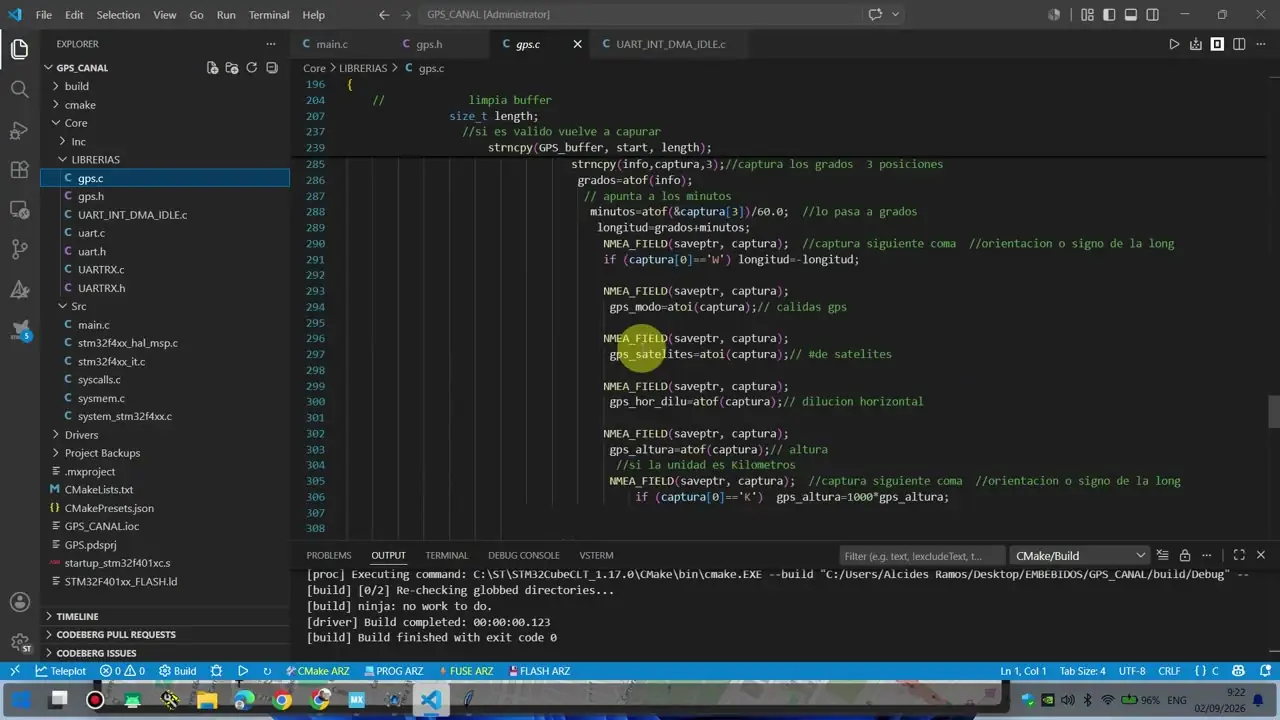 File Edit Selection View Go Run Terminal Help
GPS_CANAL [Administrator]
EXPLORER
main.c gps.h gps.c UART_INT_DMA_IDLE.c
GPS_CANAL
Core > LIBRERIAS > C gps.c
build
cmake
Core
Inc
LIBRERIAS
gps.c
gps.h
UART_INT_DMA_IDLE.c
uart.c
uart.h
UARTRX.c
UARTRX.h
Src
main.c
stm32f4xx_hal_msp.c
stm32f4xx_it.c
syscalls.c
sysmem.c
system_stm32f4xx.c
Drivers
Project Backups
.mxproject
CMakeLists.txt
CMakePresets.json
GPS_CANAL.ioc
GPS.pdsprj
startup_stm32f401xc.s
STM32F401XX_FLASH.ld
TIMELINE
CODEBERG PULL REQUESTS
CODEBERG ISSUES
196 {
204 // limpia buffer
207 size_t length;
237 //si es valido vuelve a capurar
239 strncpy(GPS_buffer, start, length);
285 strncpy(info,captura,3);//captura los grados 3 posiciones
286 grados=atof(info);
287 // apunta a los minutos
288 minutos=atof(&captura[3])/60.0; //lo pasa a grados
289 longitud=grados+minutos;
290 NMEA_FIELD(saveptr, captura); //captura siguiente coma //orientacion o signo de la long
291 if (captura[0]=='W') longitud=-longitud;
292
293 NMEA_FIELD(saveptr, captura);
294 gps_modo=atoi(captura);// calidas gps
295
296 NMEA_FIELD(saveptr, captura);
297 gps_satelites=atoi(captura);// #de satelites
298
299 NMEA_FIELD(saveptr, captura);
300 gps_hor_dilu=atof(captura);// dilucion horizontal
301
302 NMEA_FIELD(saveptr, captura);
303 gps_altura=atof(captura);// altura
304 //si la unidad es Kilometros
305 NMEA_FIELD(saveptr, captura); //captura siguiente coma //orientacion o signo de la long
306 if (captura[0]=='K') gps_altura=1000*gps_altura;
307
308
PROBLEMS OUTPUT TERMINAL DEBUG CONSOLE VSTERM Filter (e.g. text, !excludeText, t... CMake/Build
[proc] Executing command: C:\ST\STM32CubeCLT_1.17.0\CMake\bin\cmake.EXE --build "C:/Users/Alcides Ramos/Desktop/EMBEBIDOS/GPS_CANAL/build/Debug" --
[build] [0/2] Re-checking globbed directories...
[build] ninja: no work to do.
[driver] Build completed: 00:00:00.123
[build] Build finished with exit code 0
Teleplot 0 0 Build CMake ARZ PROG ARZ FUSE ARZ FLASH ARZ Ln 1, Col 1 Tab Size: 4 UTF-8 CRLF {} C
96% ENG 9:22
02/09/2026